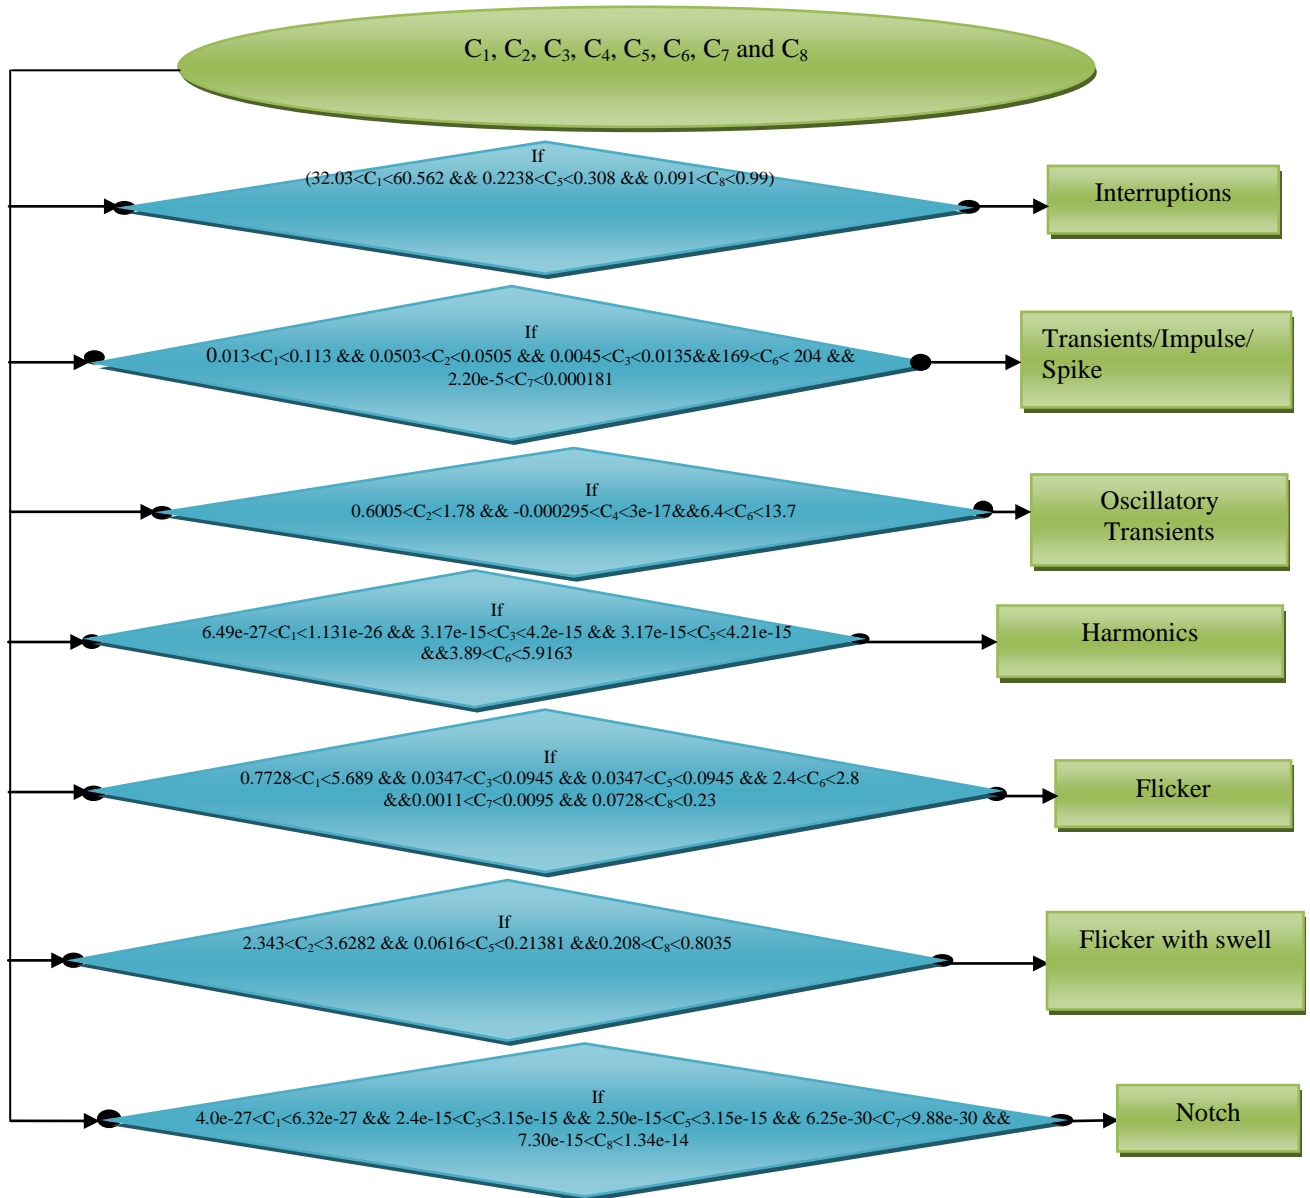 C₁, C₂, C₃, C₄, C₅, C₆, C₇ and C₈
If
(32.03<C₁<60.562 && 0.2238<C₅<0.308 && 0.091<C₈<0.99)
Interruptions
If
0.013<C₁<0.113 && 0.0503<C₂<0.0505 && 0.0045<C₃<0.0135&&169<C₆< 204 &&
2.20e-5<C₇<0.000181
Transients/Impulse/
Spike
If
0.6005<C₂<1.78 && -0.000295<C₄<3e-17&&6.4<C₆<13.7
Oscillatory
Transients
If
6.49e-27<C₁<1.131e-26 && 3.17e-15<C₃<4.2e-15 && 3.17e-15<C₅<4.21e-15
&&3.89<C₆<5.9163
Harmonics
If
0.7728<C₁<5.689 && 0.0347<C₃<0.0945 && 0.0347<C₅<0.0945 && 2.4<C₆<2.8
&&0.0011<C₇<0.0095 && 0.0728<C₈<0.23
Flicker
If
2.343<C₂<3.6282 && 0.0616<C₅<0.21381 &&0.208<C₈<0.8035
Flicker with swell
If
4.0e-27<C₁<6.32e-27 && 2.4e-15<C₃<3.15e-15 && 2.50e-15<C₅<3.15e-15 && 6.25e-30<C₇<9.88e-30 &&
7.30e-15<C₈<1.34e-14
Notch